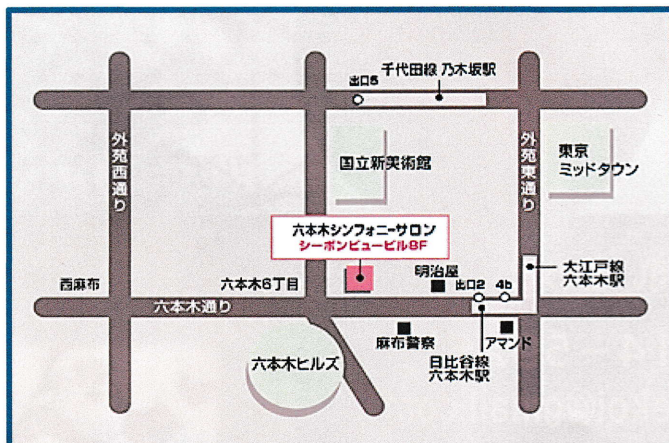 千代田線 乃木坂駅
出口5
外苑西通り
国立新美術館
外苑東通り
東京
ミッドタウン
六本木シンフォニーサロン
シーボンビュービル8F
大江戸線
六本木駅
西麻布
六本木6丁目
明治屋
出口2
4b
六本木通り
麻布警察
アマンド
日比谷線
六本木駅
六本木ヒルズ